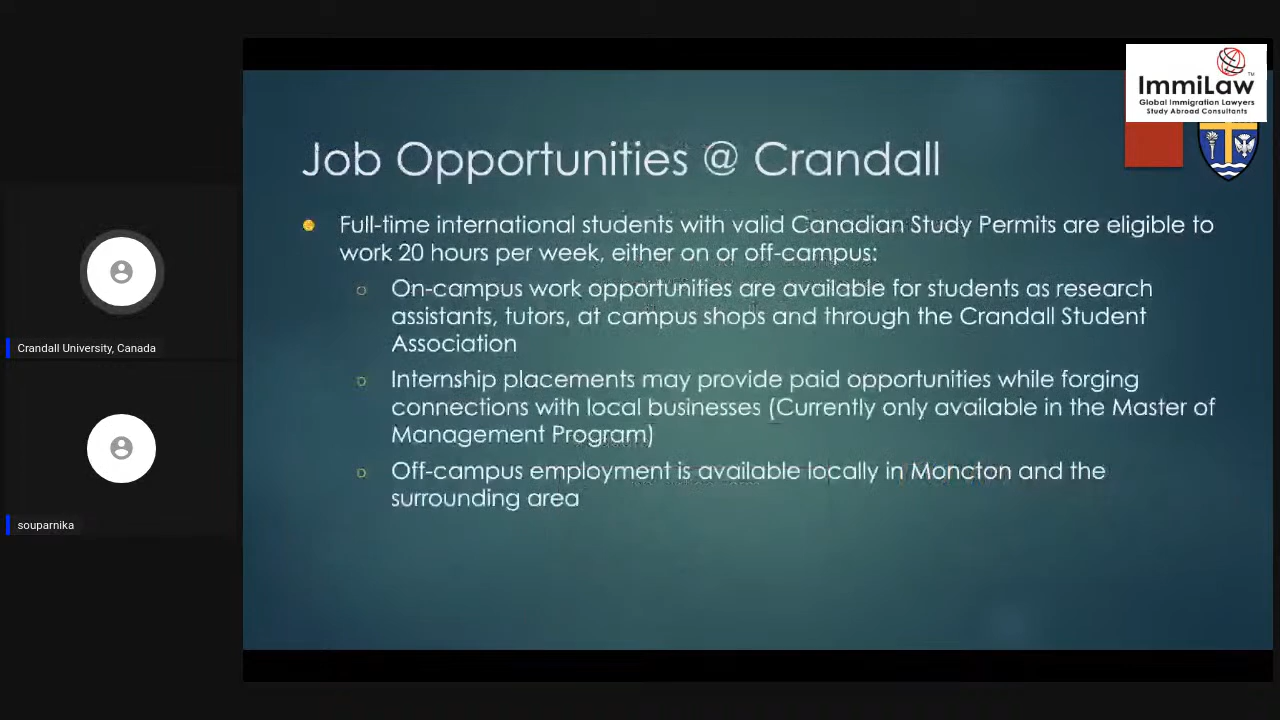 ImmiLaw™
Global Immigration Lawyers
Study Abroad Consultants
Job Opportunities @ Crandall
Full-time international students with valid Canadian Study Permits are eligible to
work 20 hours per week, either on or off-campus:
On-campus work opportunities are available for students as research
assistants, tutors, at campus shops and through the Crandall Student
Association
Internship placements may provide paid opportunities while forging
connections with local businesses (Currently only available in the Master of
Management Program)
Off-campus employment is available locally in Moncton and the
surrounding area
Crandall University, Canada
souparnika